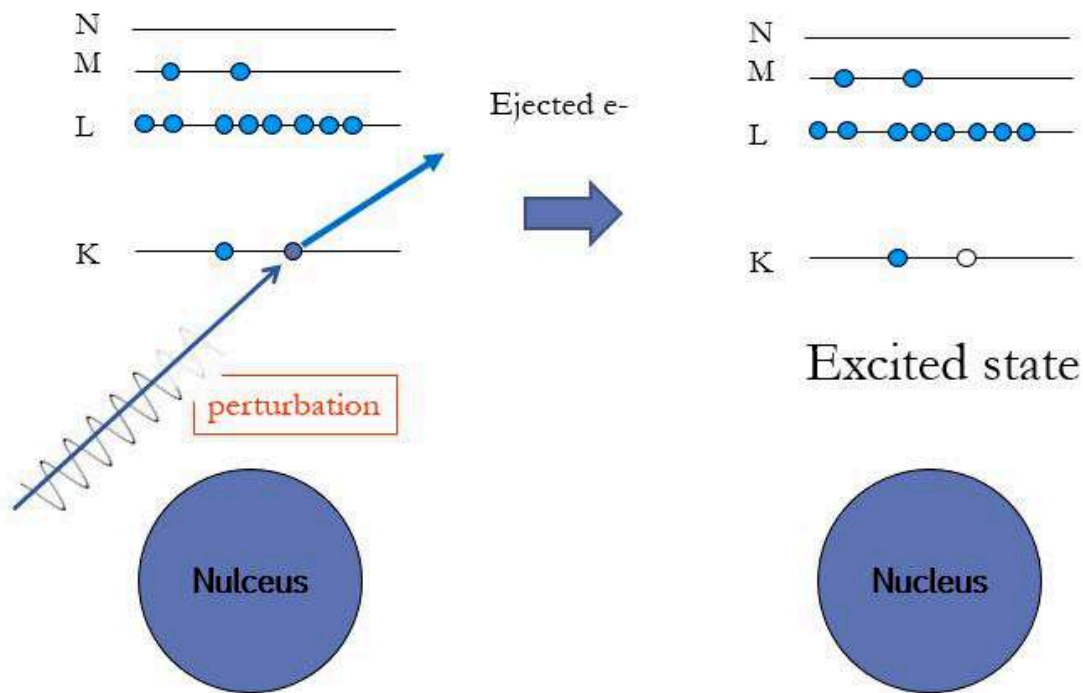 N
M
L
K
Ejected e-
perturbation
Nulceus
N
M
L
K
Excited state
Nucleus